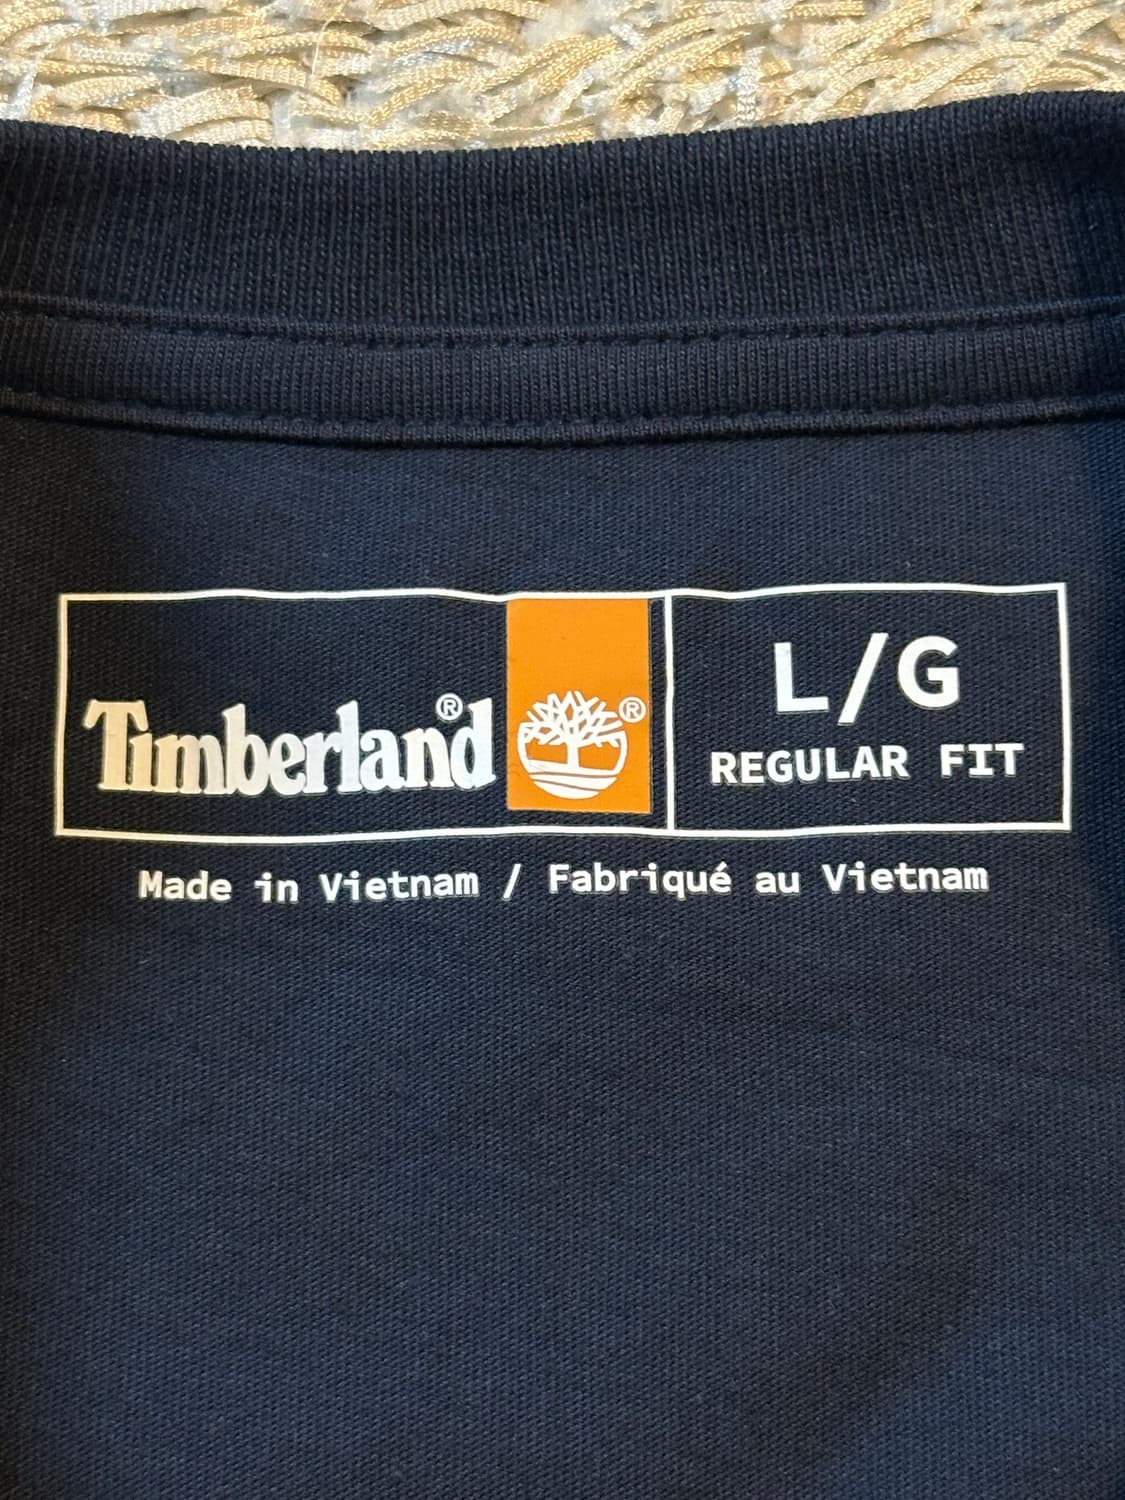 Timberland® ®
L/G
REGULAR FIT
Made in Vietnam / Fabriqué au Vietnam